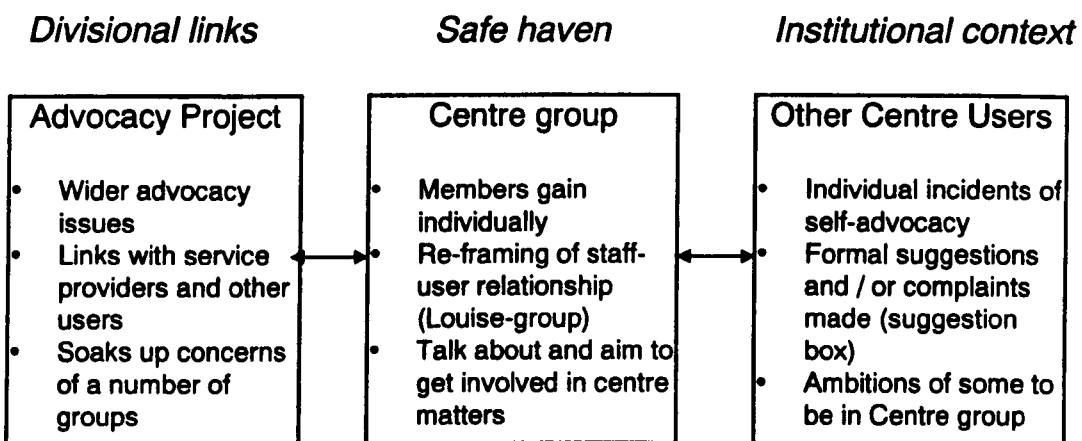 Divisional links
Safe haven
Institutional context
Advocacy Project
• Wider advocacy
issues
• Links with service
providers and other
users
• Soaks up concerns
of a number of
groups
Centre group
• Members gain
individually
• Re-framing of staff-
user relationship
(Louise-group)
• Talk about and aim to
get involved in centre
matters
Other Centre Users
• Individual incidents of
self-advocacy
• Formal suggestions
and / or complaints
made (suggestion
box)
• Ambitions of some to
be in Centre group